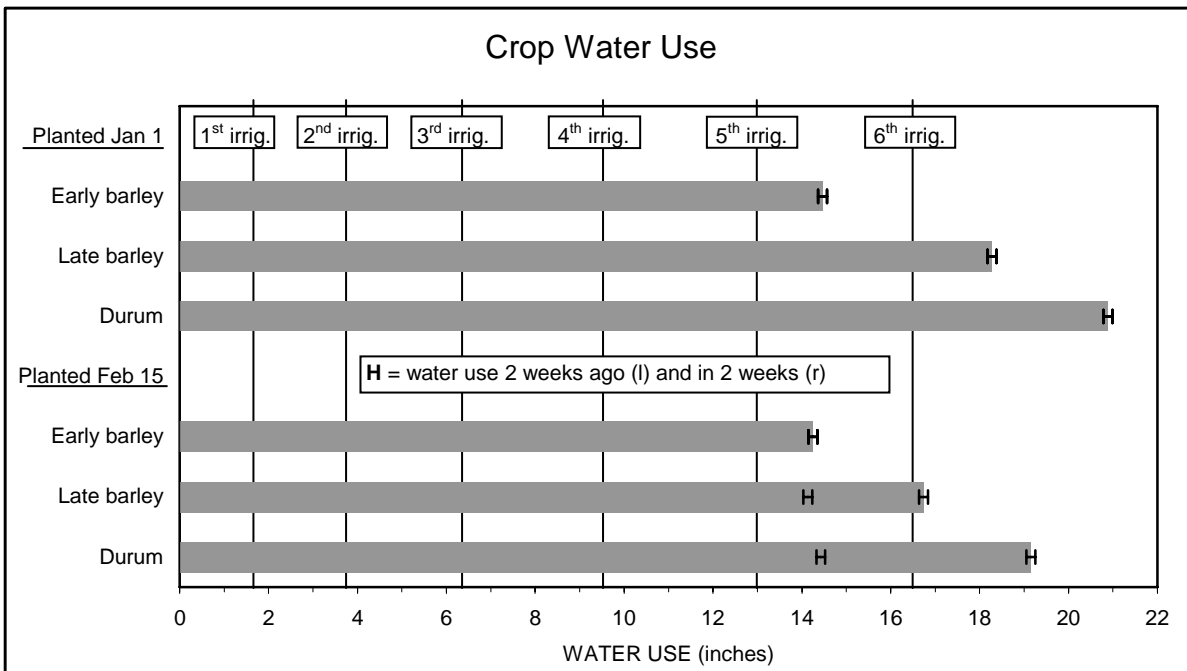 Crop Water Use
Planted Jan 1
1st irrig. 2nd irrig. 3rd irrig. 4th irrig. 5th irrig. 6th irrig.
Early barley
Late barley
Durum
Planted Feb 15
H = water use 2 weeks ago (l) and in 2 weeks (r)
Early barley
Late barley
Durum
0 2 4 6 8 10 12 14 16 18 20 22
WATER USE (inches)